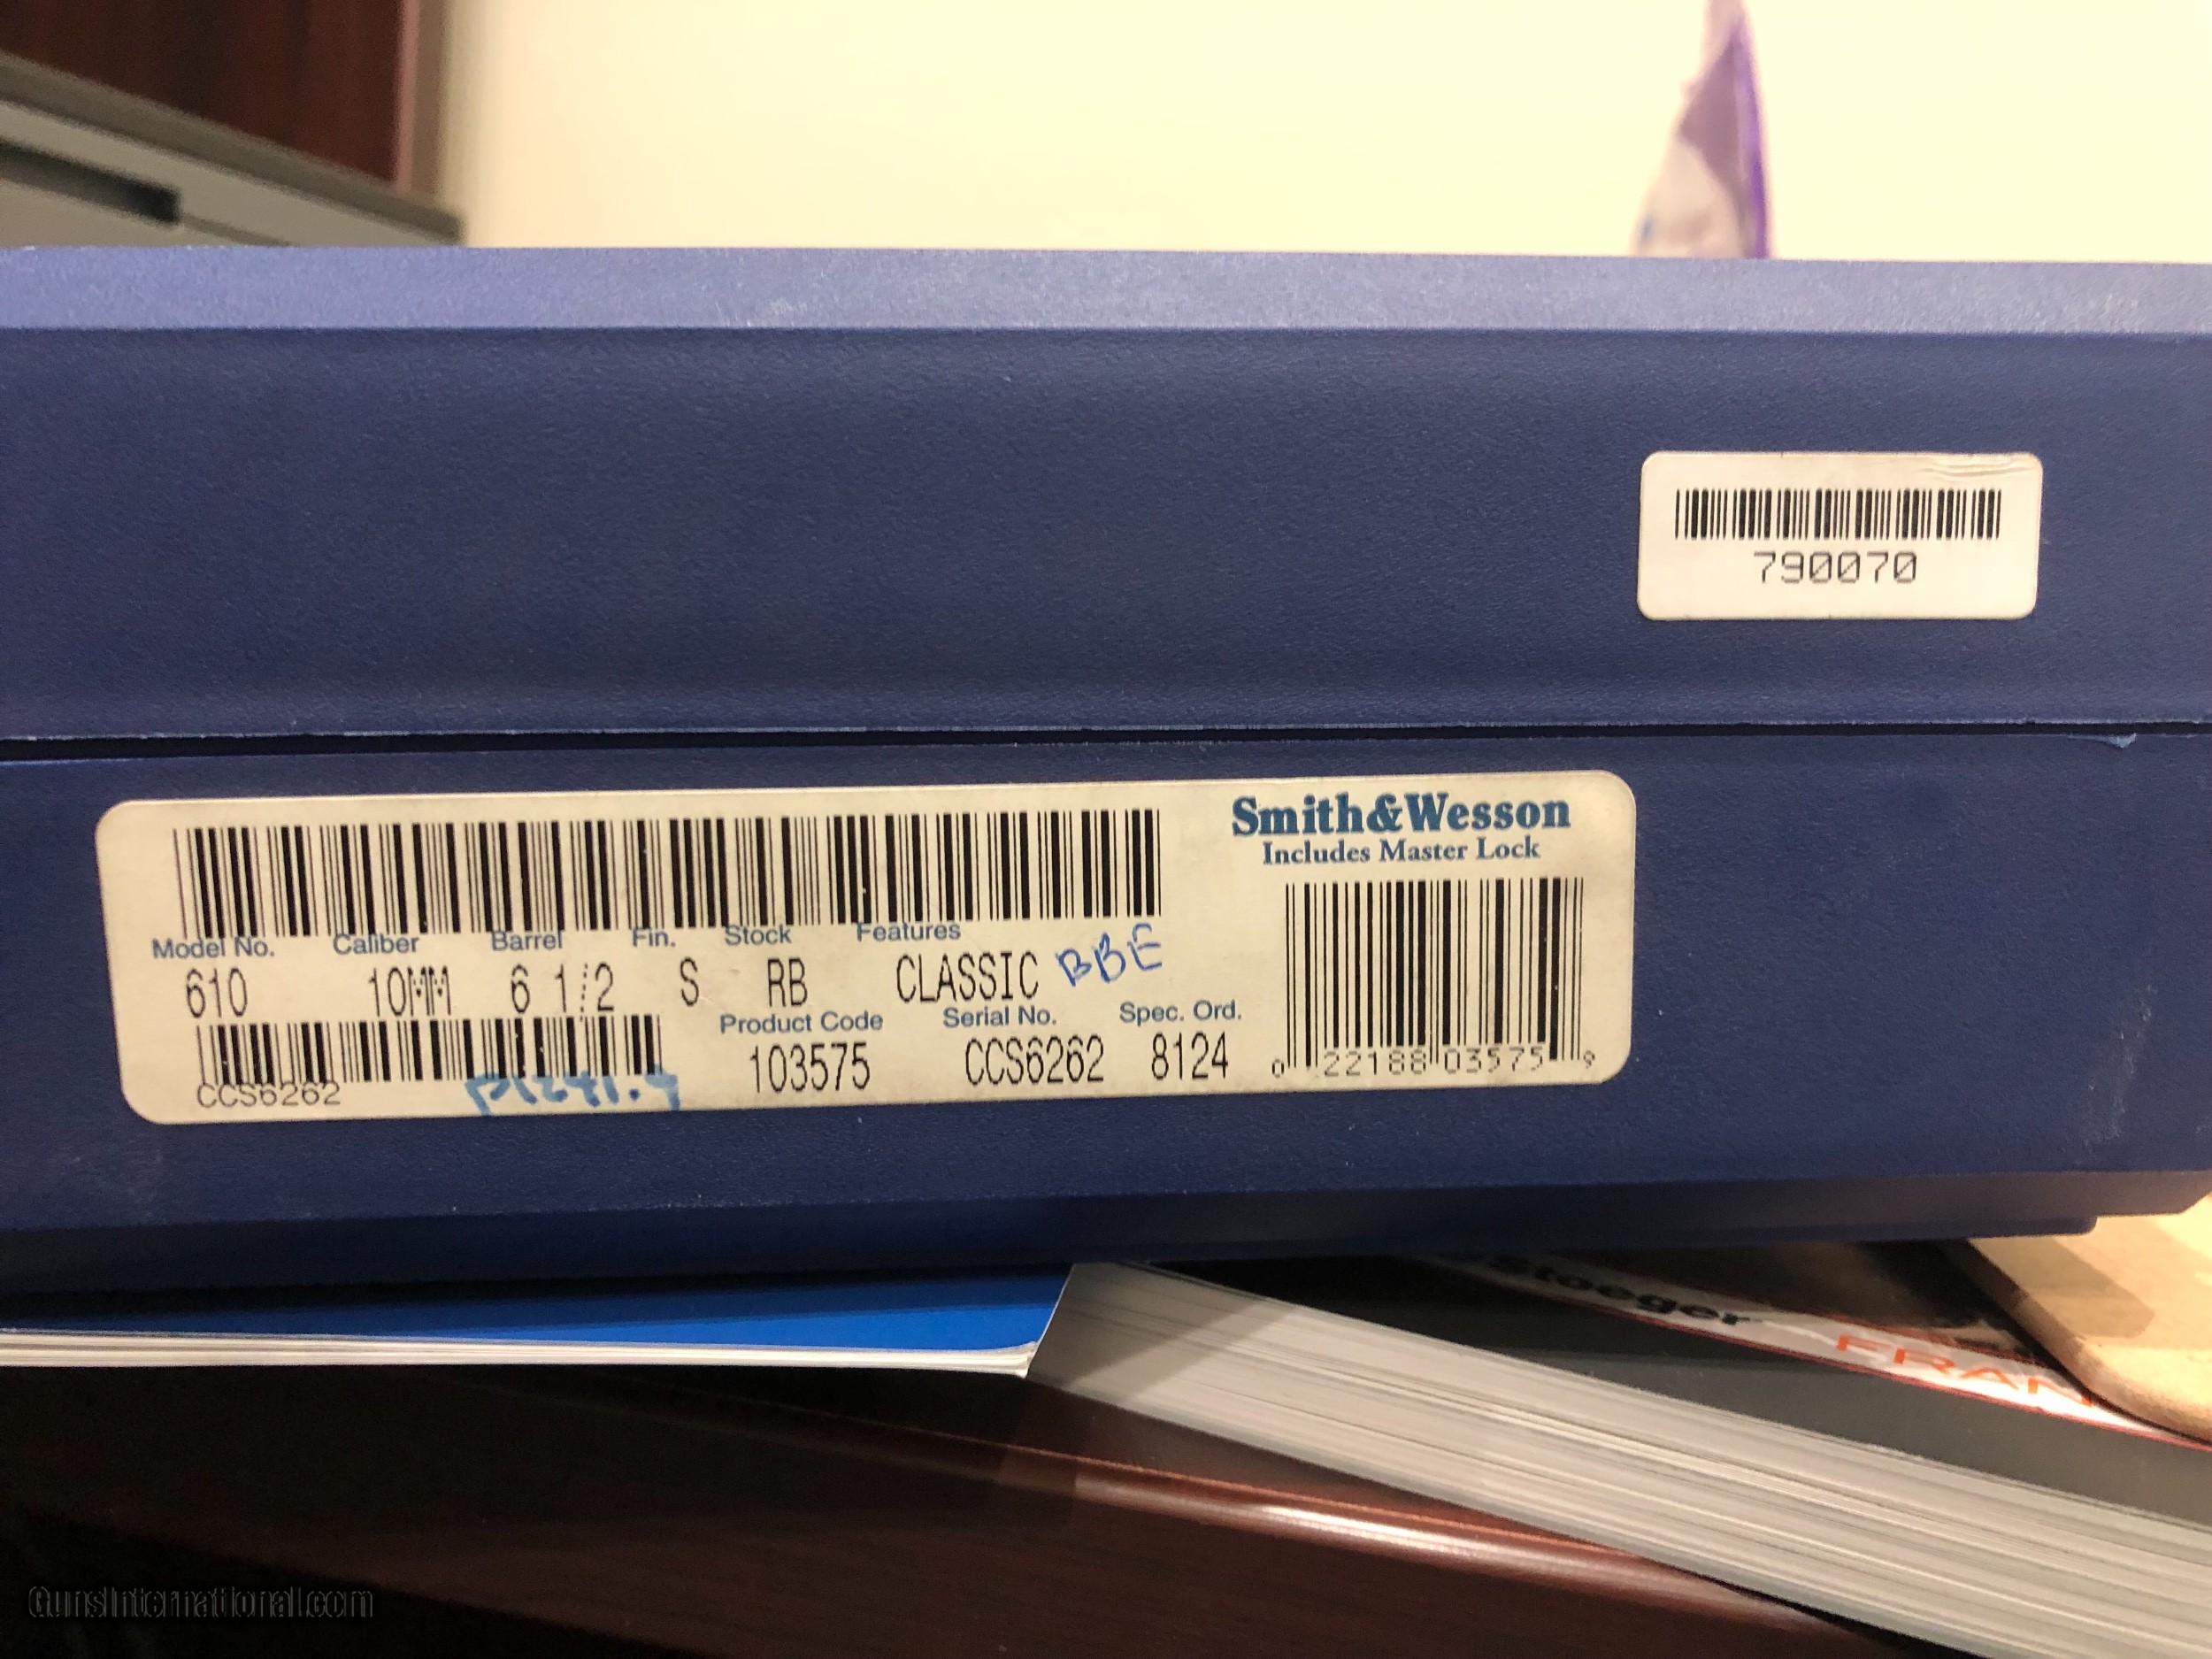 790070
Smith&Wesson
Includes Master Lock
Model No. Caliber Barrel Fin. Stock Features
610 10MM 6 1/2 S RB CLASSIC BBE
Product Code Serial No. Spec. Ord.
103575 CCS6262 8124
CCS6262
0 22188 03575 9
Stoeger
GunsInternational.com